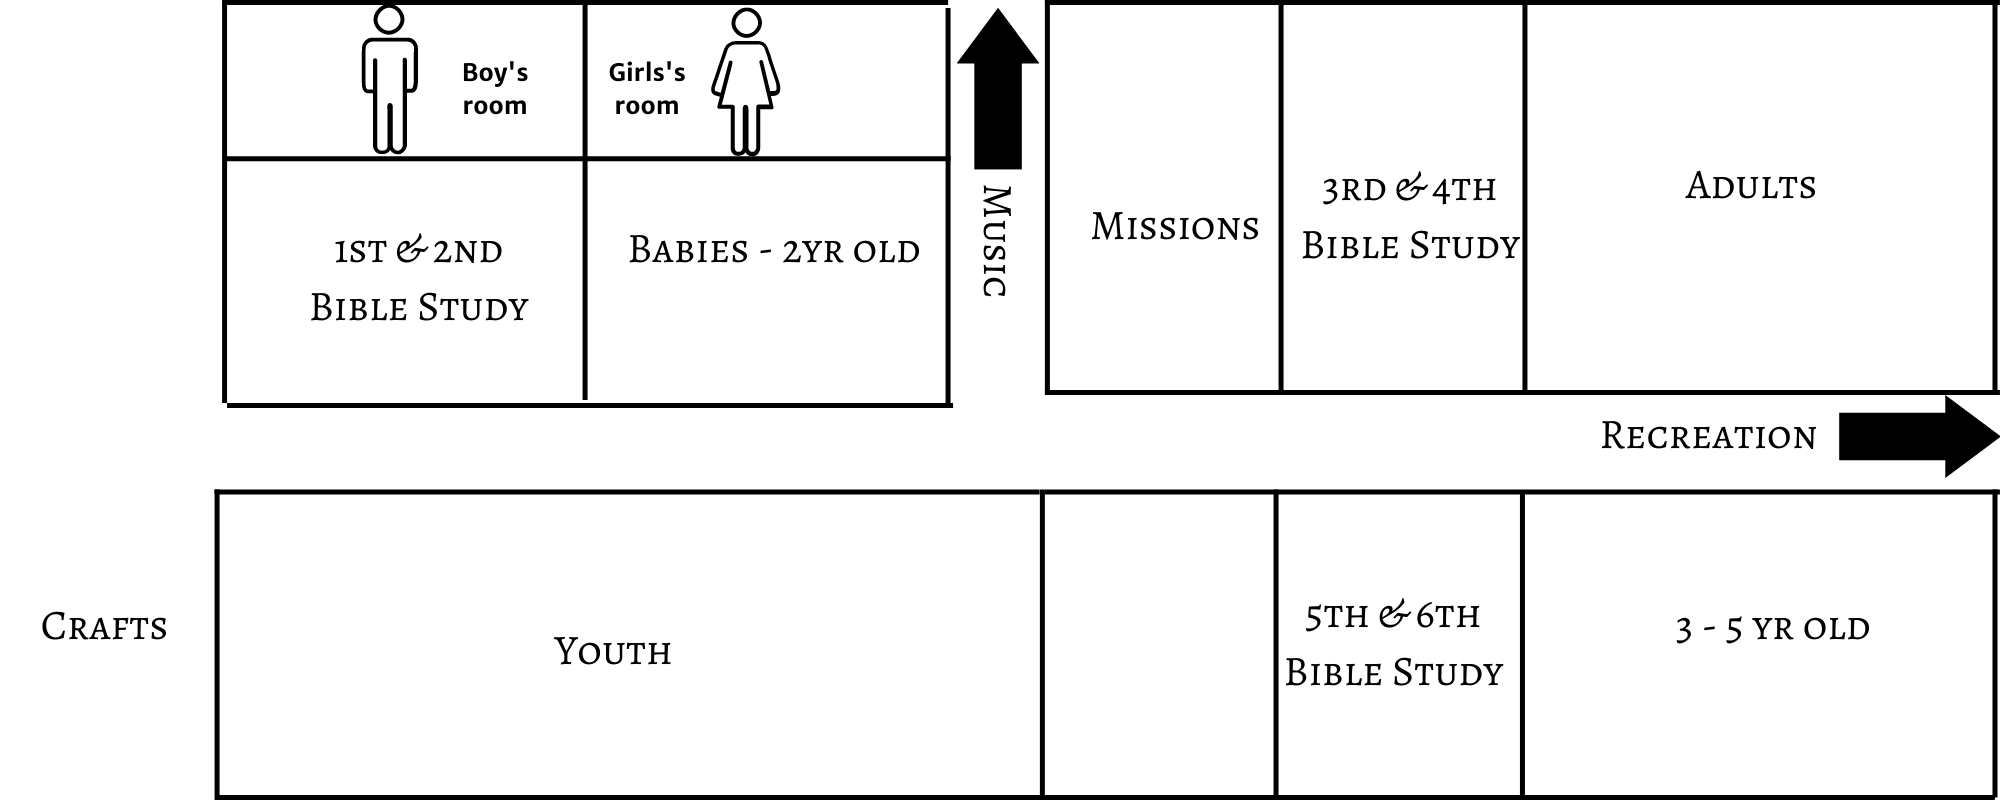 Boy's
room
Girls's
room
Music
1st & 2nd
Bible Study
Babies - 2yr old
Missions
3rd & 4th
Bible Study
Adults
Recreation
Crafts
Youth
5th & 6th
Bible Study
3 - 5 yr old